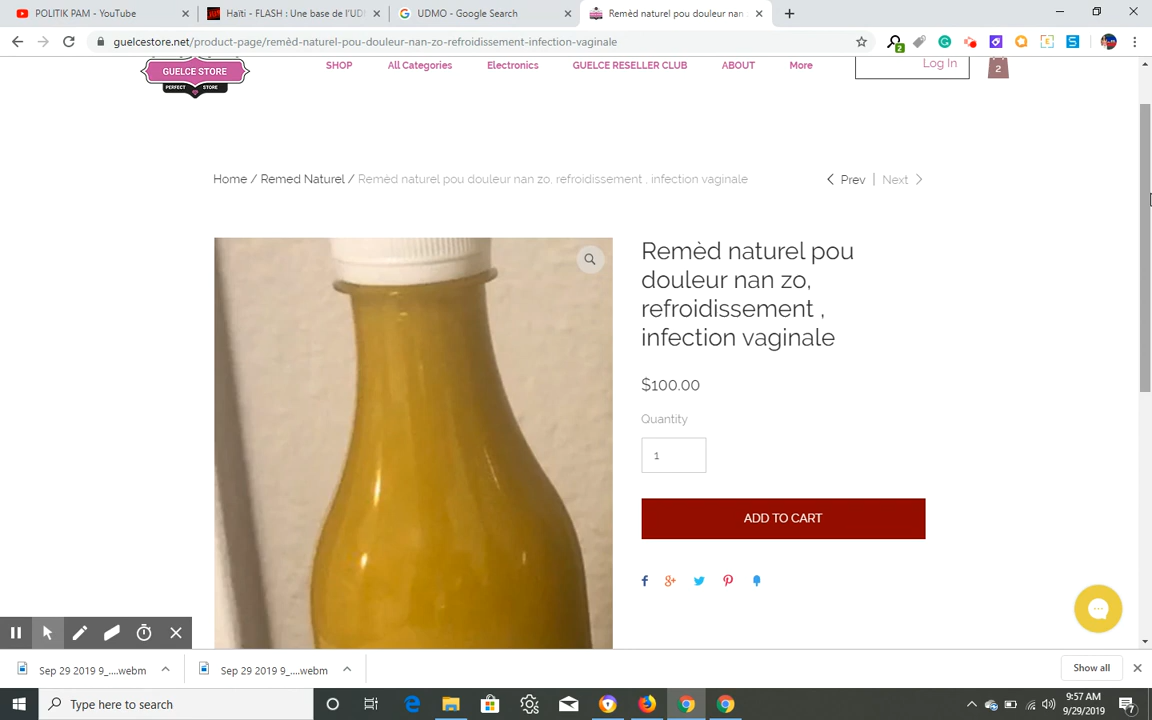 POLITIK PAM - YouTube
Haïti - FLASH : Une base de l'UD
UDMO - Google Search
Remèd naturel pou douleur nan
guelcestore.net/product-page/remèd-naturel-pou-douleur-nan-zo-refroidissement-infection-vaginale
2
GUELCE STORE
PERFECT STORE
SHOP
All Categories
Electronics
GUELCE RESELLER CLUB
ABOUT
More
Log In
2
Home / Remed Naturel / Remèd naturel pou douleur nan zo, refroidissement , infection vaginale
Prev | Next
Remèd naturel pou
douleur nan zo,
refroidissement ,
infection vaginale
$100.00
Quantity
1
ADD TO CART
Sep 29 2019 9_....webm
Sep 29 2019 9_....webm
Show all
Type here to search
9:57 AM
9/29/2019
7